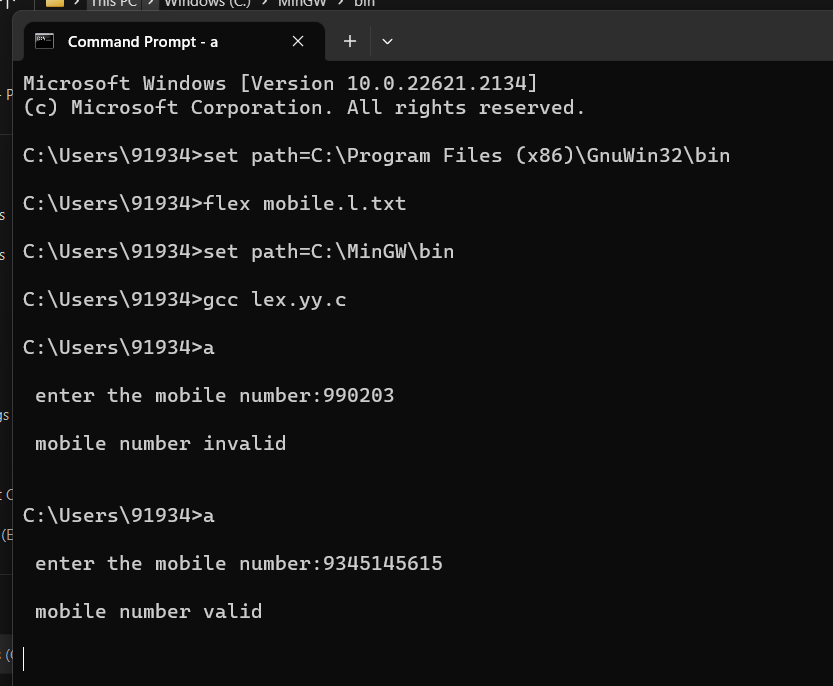 This PC > Windows (C:) > MinGW > bin
Command Prompt - a
Microsoft Windows [Version 10.0.22621.2134]
(c) Microsoft Corporation. All rights reserved.
C:\Users\91934>set path=C:\Program Files (x86)\GnuWin32\bin
C:\Users\91934>flex mobile.l.txt
C:\Users\91934>set path=C:\MinGW\bin
C:\Users\91934>gcc lex.yy.c
C:\Users\91934>a
enter the mobile number:990203
mobile number invalid
C:\Users\91934>a
enter the mobile number:9345145615
mobile number valid